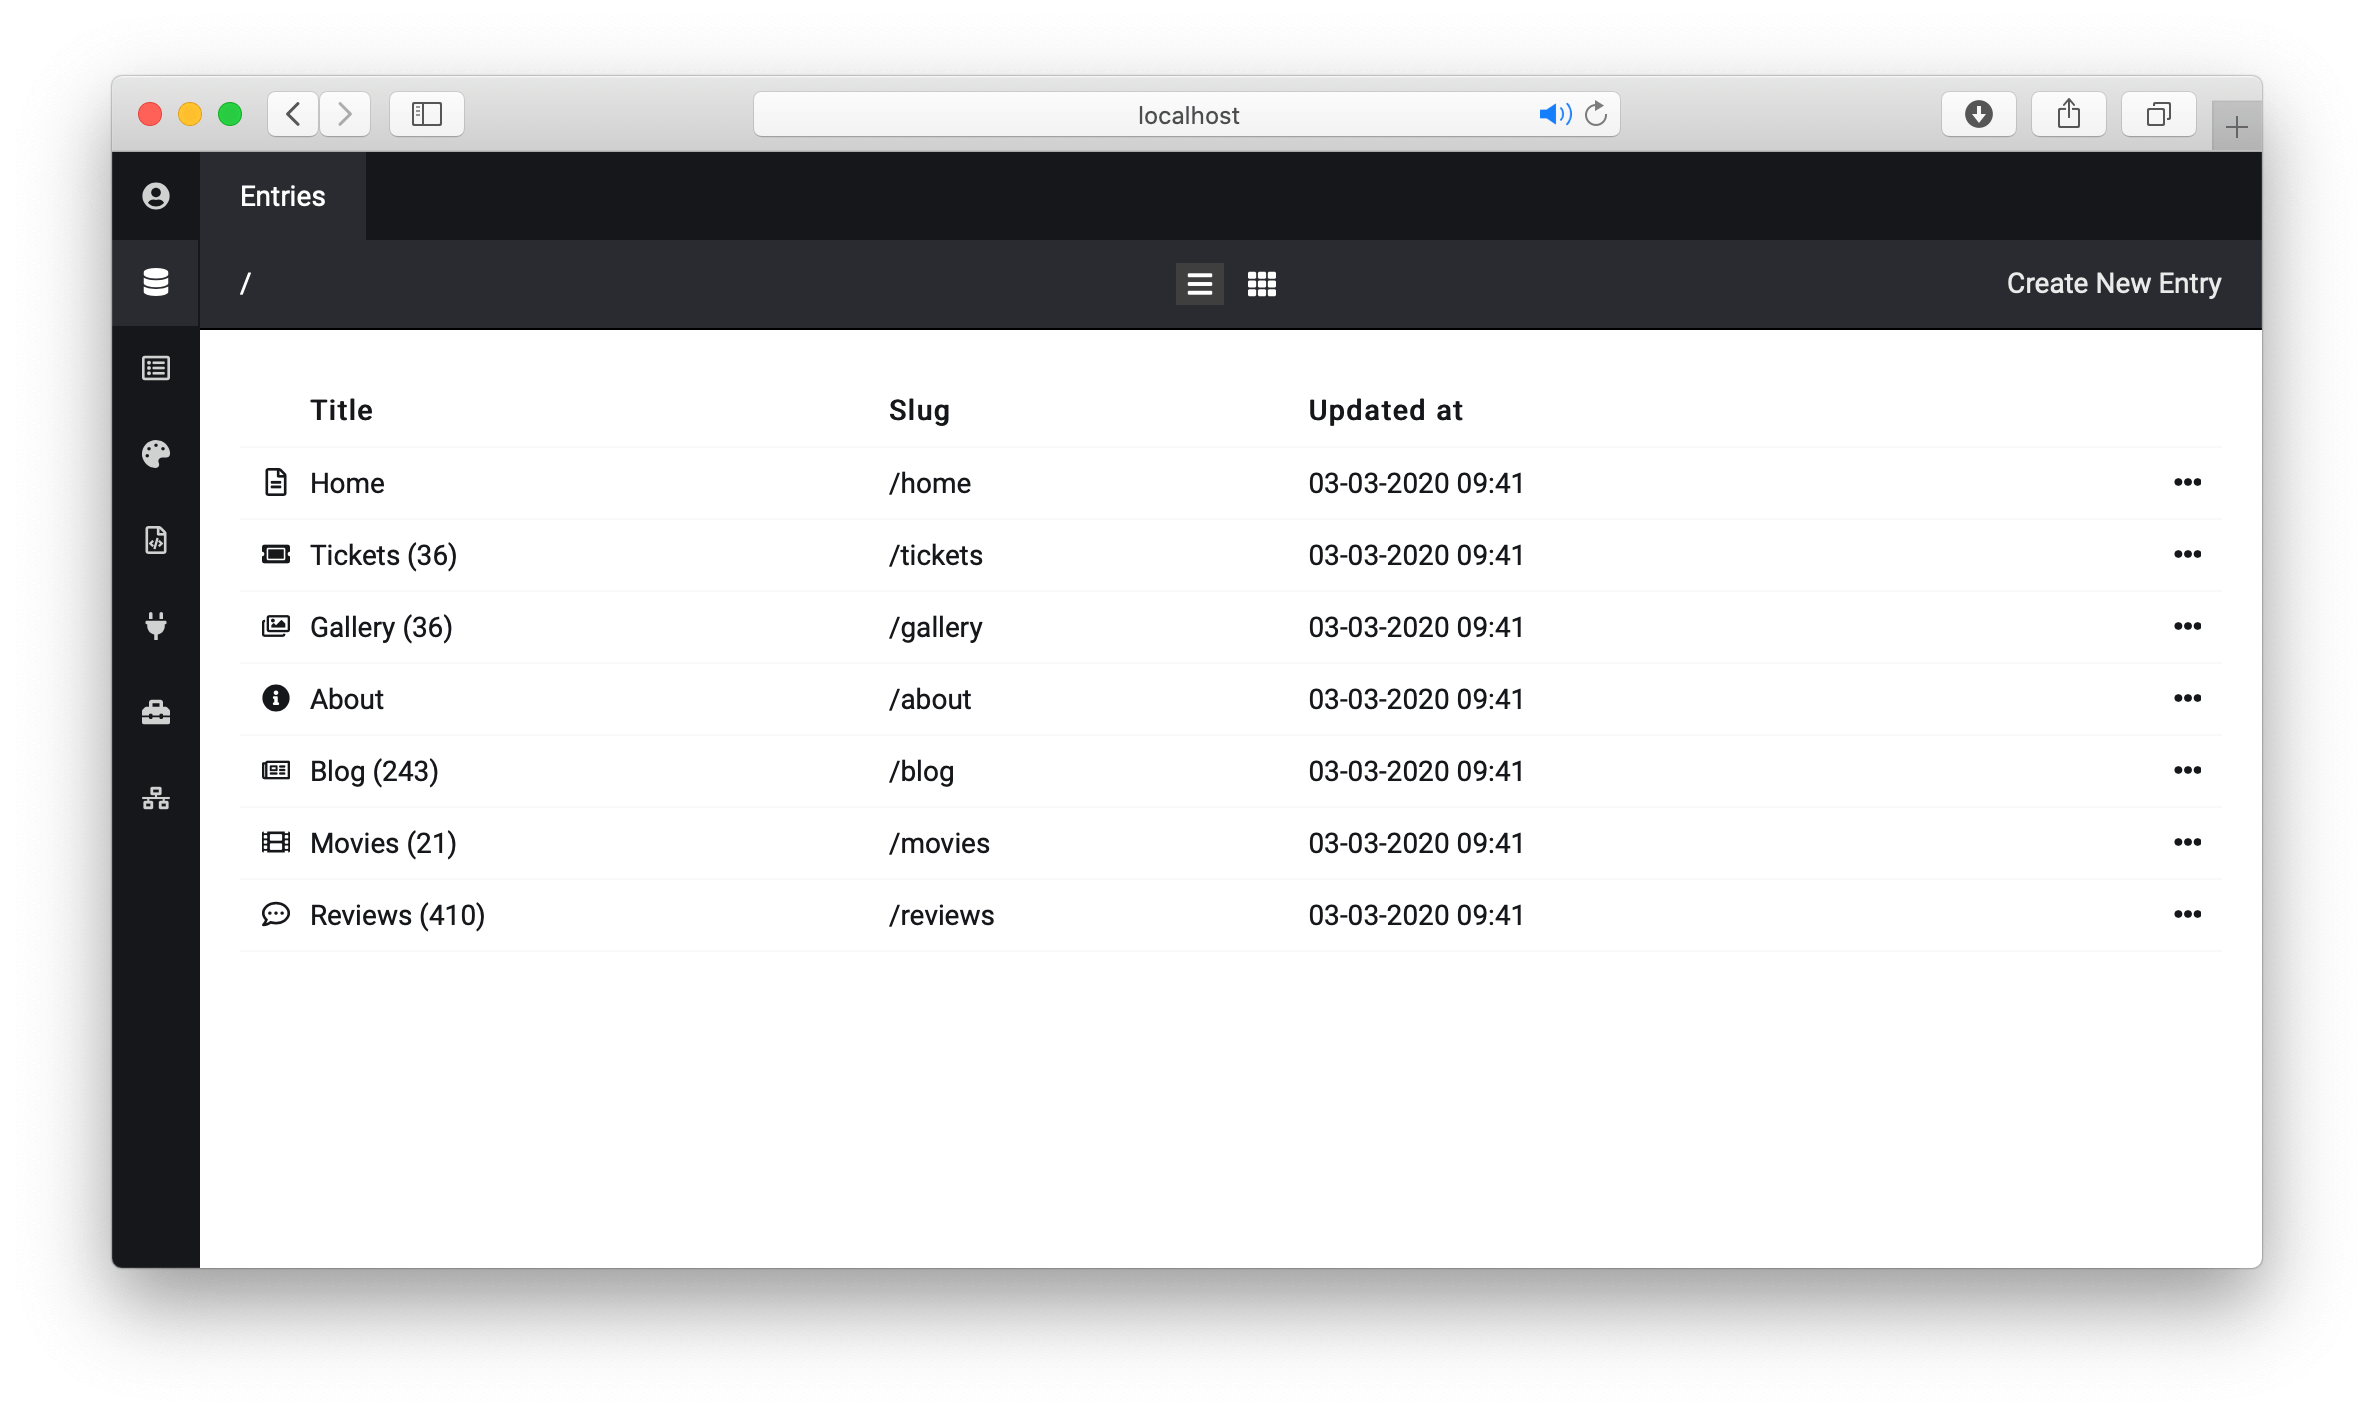 localhost
Entries
/
Create New Entry
Title Slug Updated at
Home /home 03-03-2020 09:41
Tickets (36) /tickets 03-03-2020 09:41
Gallery (36) /gallery 03-03-2020 09:41
About /about 03-03-2020 09:41
Blog (243) /blog 03-03-2020 09:41
Movies (21) /movies 03-03-2020 09:41
Reviews (410) /reviews 03-03-2020 09:41